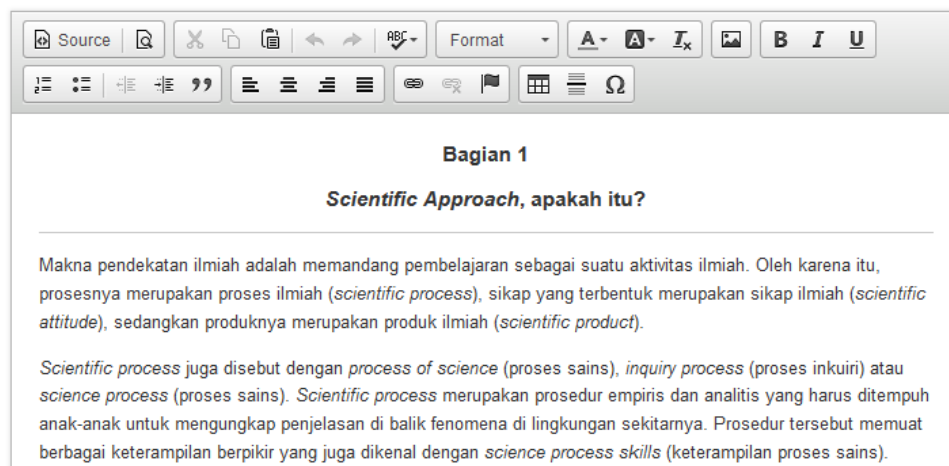 Source
ABC
Format
A
A
Tx
B I U
Ω
Bagian 1
Scientific Approach, apakah itu?
Makna pendekatan ilmiah adalah memandang pembelajaran sebagai suatu aktivitas ilmiah. Oleh karena itu,
prosesnya merupakan proses ilmiah (scientific process), sikap yang terbentuk merupakan sikap ilmiah (scientific
attitude), sedangkan produknya merupakan produk ilmiah (scientific product).
Scientific process juga disebut dengan process of science (proses sains), inquiry process (proses inkuiri) atau
science process (proses sains). Scientific process merupakan prosedur empiris dan analitis yang harus ditempuh
anak-anak untuk mengungkap penjelasan di balik fenomena di lingkungan sekitarnya. Prosedur tersebut memuat
berbagai keterampilan berpikir yang juga dikenal dengan science process skills (keterampilan proses sains).